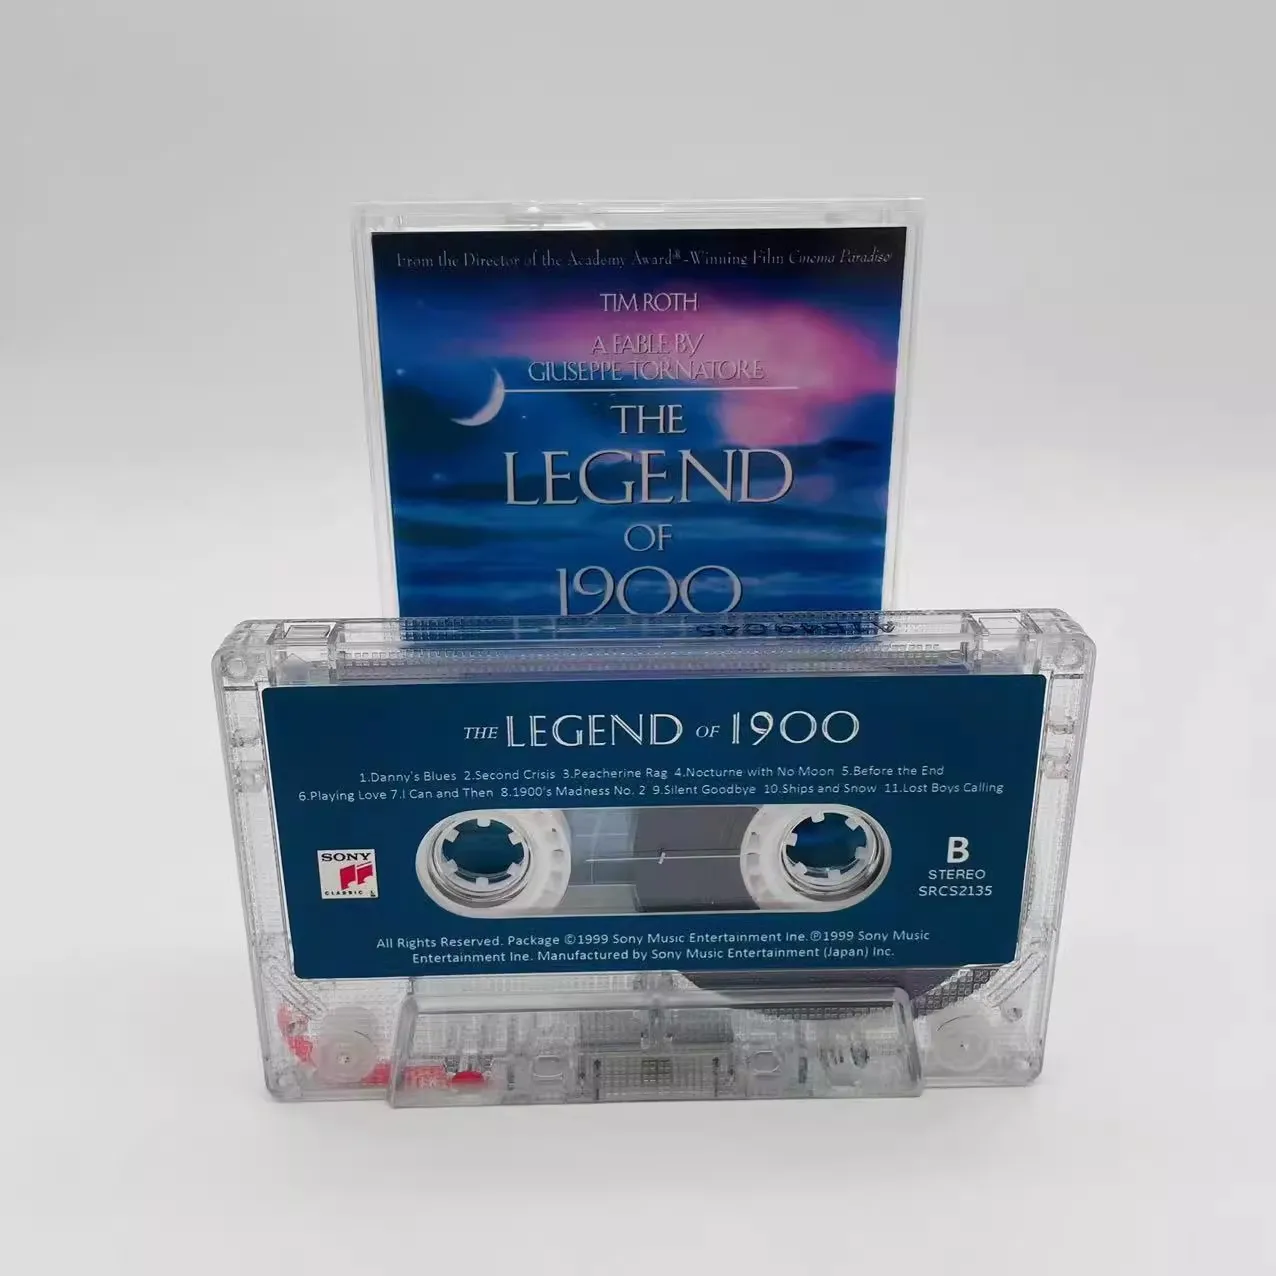 From the Director of the Academy Award®-Winning Film Cinema Paradiso
TIM ROTH
A FABLE BY
GIUSEPPE TORNATORE
THE
LEGEND
OF
1900
THE LEGEND OF 1900
1.Danny's Blues 2.Second Crisis 3.Peacherine Rag 4.Nocturne with No Moon 5.Before the End
6.Playing Love 7.I Can and Then 8.1900's Madness No. 2 9.Silent Goodbye 10.Ships and Snow 11.Lost Boys Calling
SONY
CLASSIC L
B
STEREO
SRCS2135
All Rights Reserved. Package ©1999 Sony Music Entertainment Ine.℗1999 Sony Music
Entertainment Ine. Manufactured by Sony Music Entertainment (Japan) Inc.